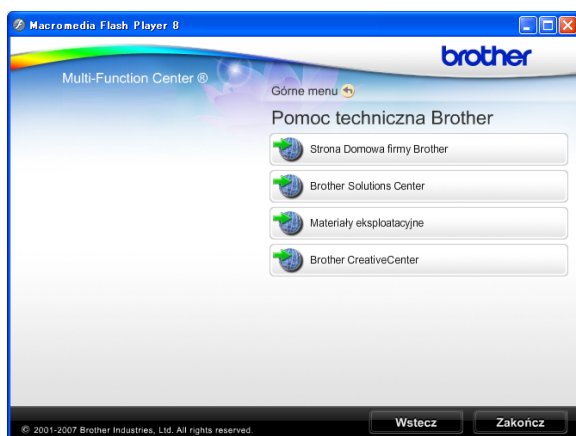 Macromedia Flash Player 8
brother
Multi-Function Center ®
Górne menu
Pomoc techniczna Brother
Strona Domowa firmy Brother
Brother Solutions Center
Materiały eksploatacyjne
Brother CreativeCenter
© 2001-2007 Brother Industries, Ltd. All rights reserved.
Wstecz
Zakończ